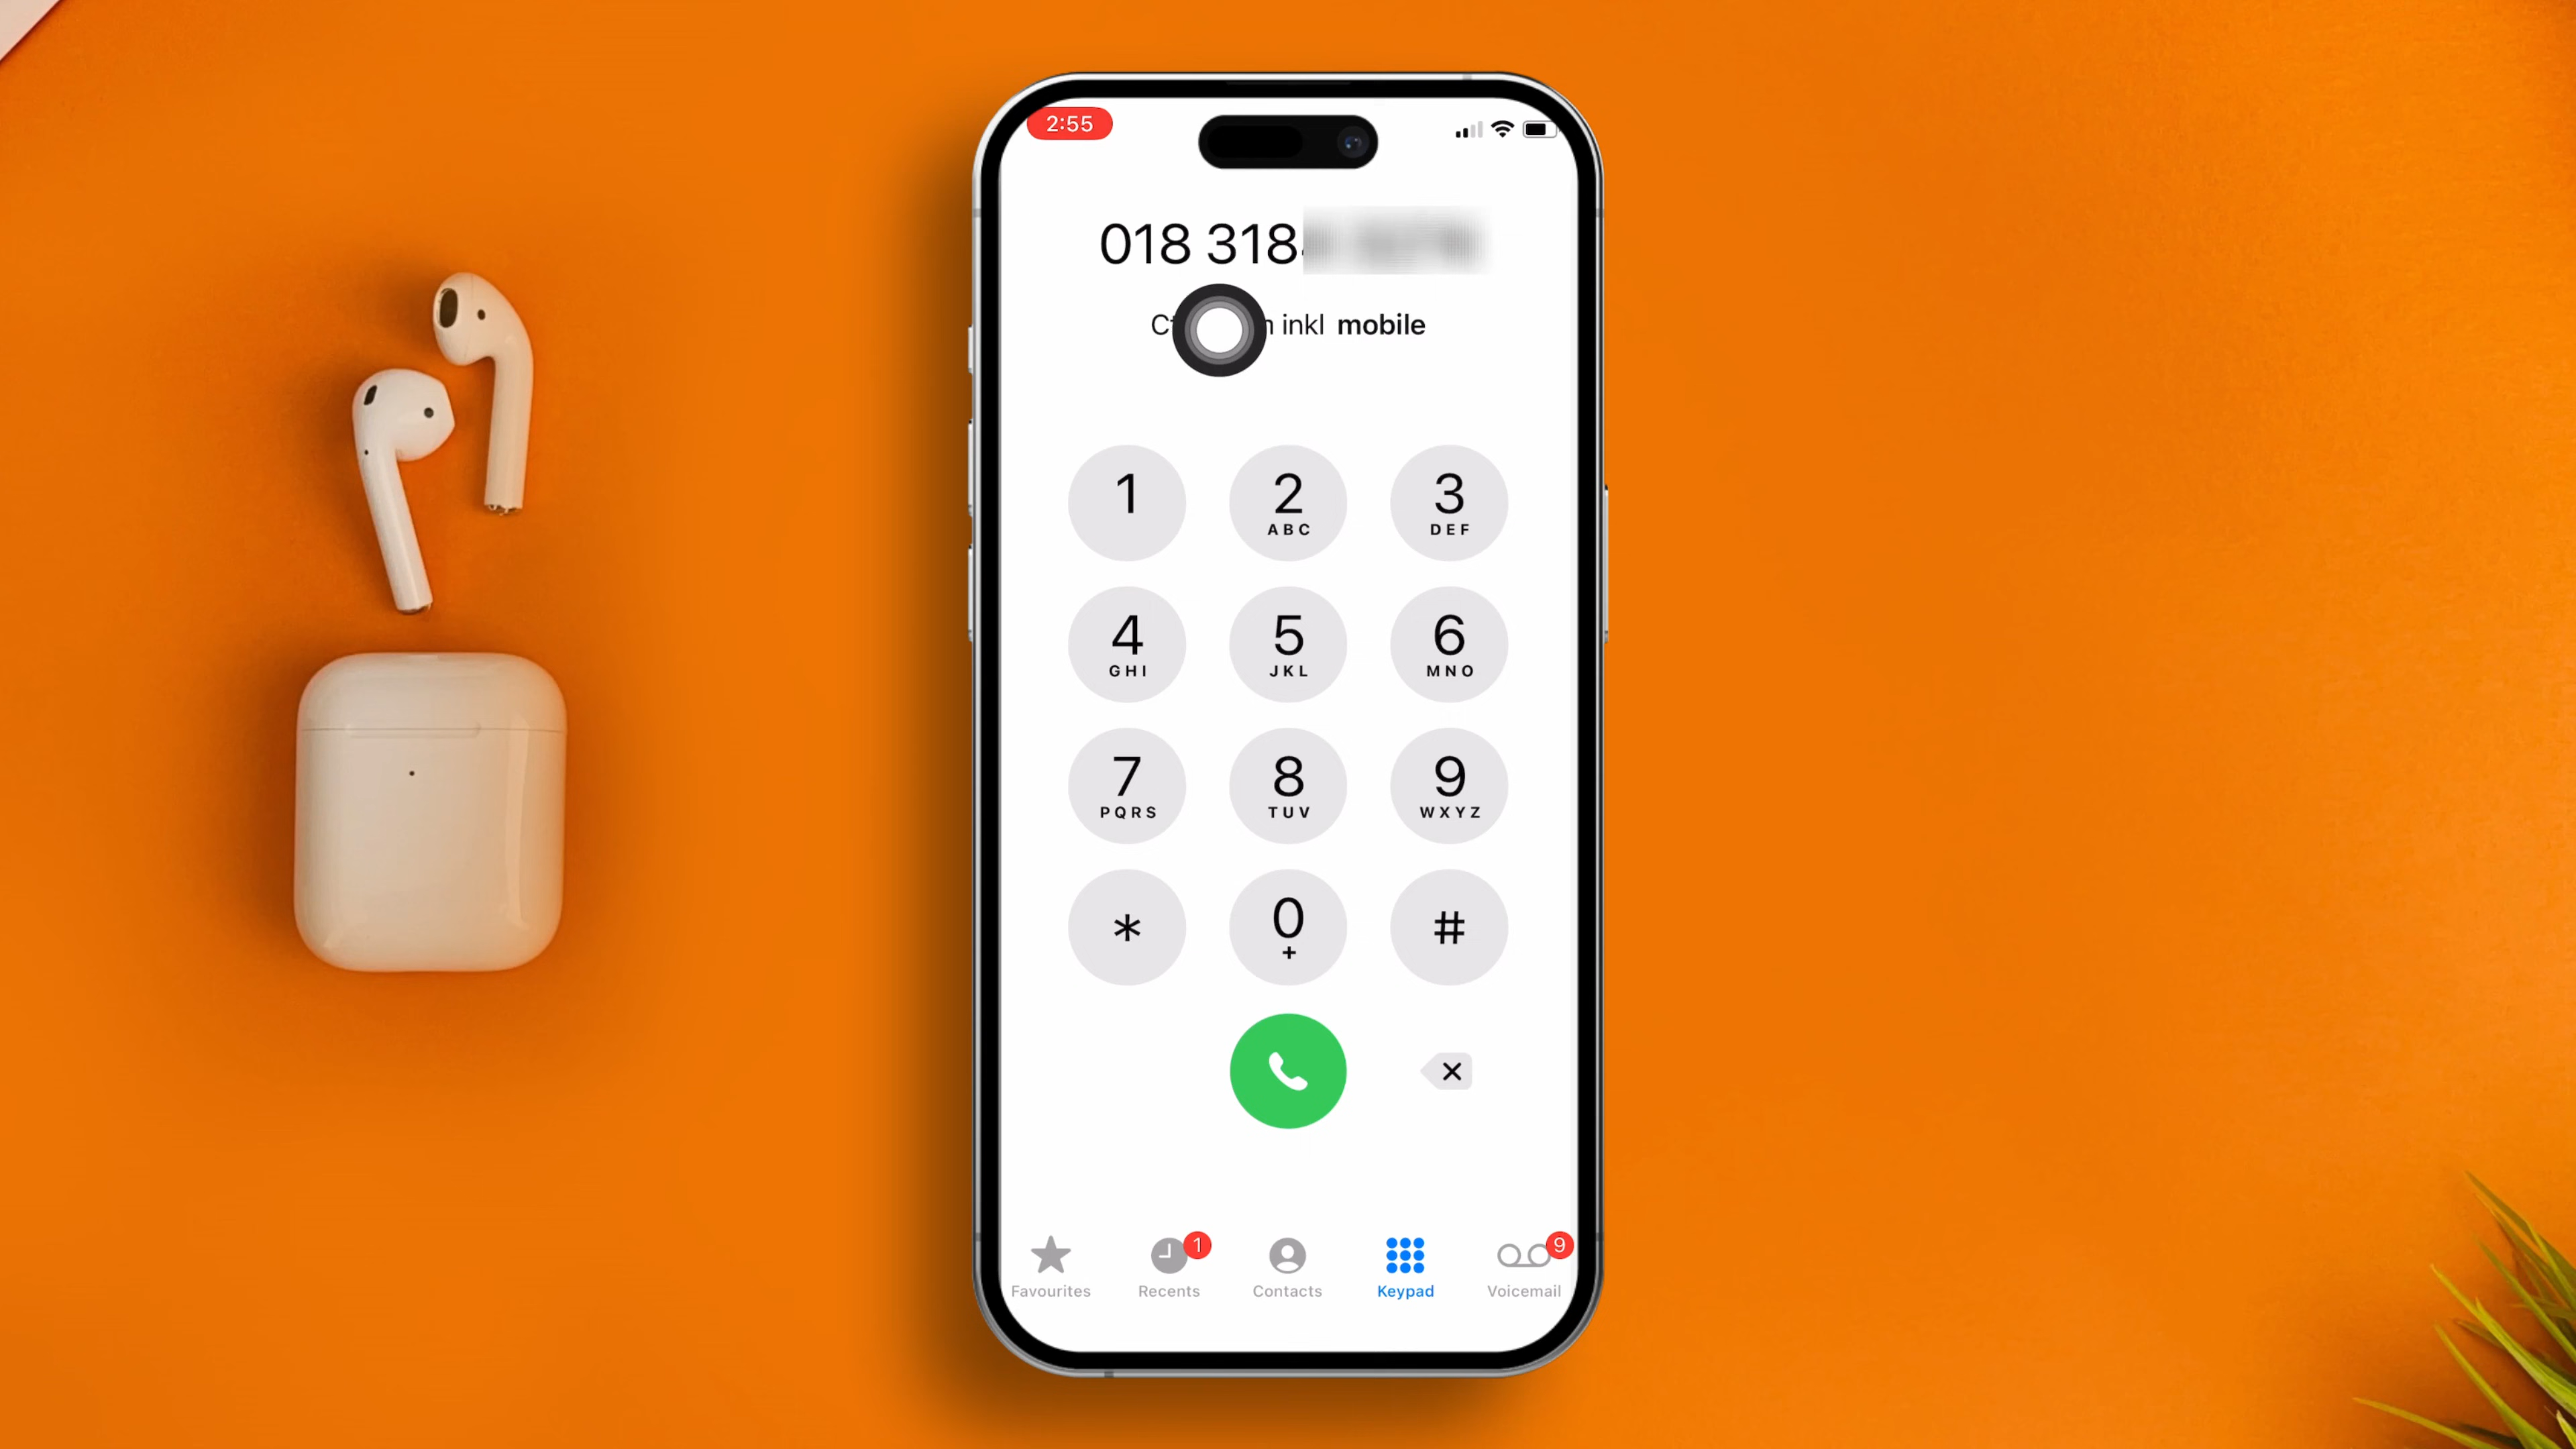 2:55
018 318
inkl mobile
1
2
ABC
3
DEF
4
GHI
5
JKL
6
MNO
7
PQRS
8
TUV
9
WXYZ
*
0
+
#
1
9
Favourites
Recents
Contacts
Keypad
Voicemail